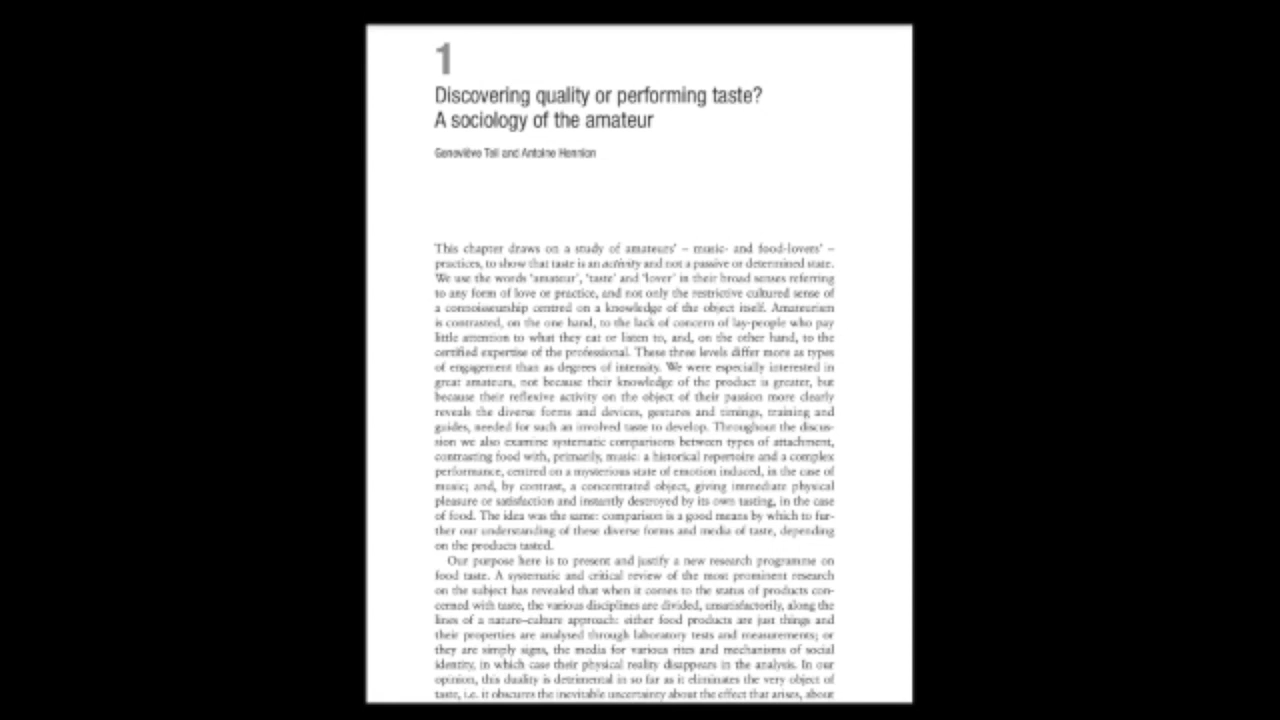 1
Discovering quality or performing taste?
A sociology of the amateur
Geneviève Teil and Antoine Hennion
This chapter draws on a study of amateurs' – music- and food-lovers' –
practices, to show that taste is an activity and not a passive or determined state.
We use the words 'amateur', 'taste' and 'lover' in their broad senses referring
to any form of love or practice, and not only the restrictive cultured sense of
a connoisseurship centred on a knowledge of the object itself. Amateurism
is contrasted, on the one hand, to the lack of concern of lay-people who pay
little attention to what they eat or listen to, and, on the other hand, to the
certified expertise of the professional. These three levels differ more as types
of engagement than as degrees of intensity. We were especially interested in
great amateurs, not because their knowledge of the product is greater, but
because their reflexive activity on the object of their passion more clearly
reveals the diverse forms and devices, gestures and timings, training and
guides, needed for such an involved taste to develop. Throughout the discus-
sion we also examine systematic comparisons between types of attachment,
contrasting food with, primarily, music: a historical repertoire and a complex
performance, centred on a mysterious state of emotion induced, in the case of
music; and, by contrast, a concentrated object, giving immediate physical
pleasure or satisfaction and instantly destroyed by its own tasting, in the case
of food. The idea was the same: comparison is a good means by which to fur-
ther our understanding of these diverse forms and media of taste, depending
on the products tasted.
Our purpose here is to present and justify a new research programme on
food taste. A systematic and critical review of the most prominent research
on the subject has revealed that when it comes to the status of products con-
cerned with taste, the various disciplines are divided, unsatisfactorily, along the
lines of a nature–culture approach: either food products are just things and
their properties are analysed through laboratory tests and measurements; or
they are simply signs, the media for various rites and mechanisms of social
identity, in which case their physical reality disappears in the analysis. In our
opinion, this duality is detrimental in so far as it eliminates the very object of
taste, i.e. it obscures the inevitable uncertainty about the effect that arises, about